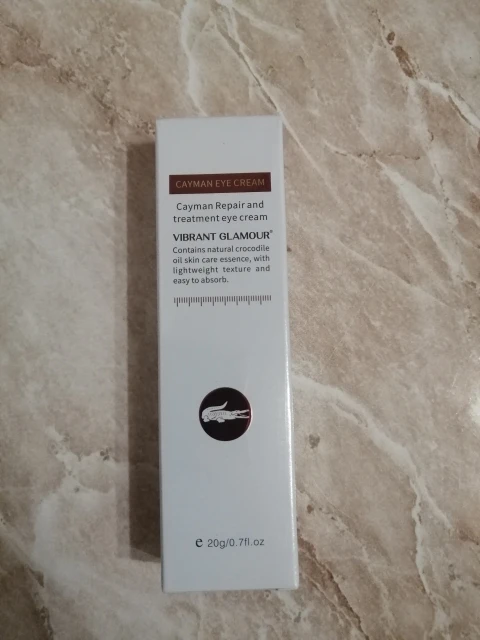 CAYMAN EYE CREAM
Cayman Repair and
treatment eye cream
VIBRANT GLAMOUR®
Contains natural crocodile
oil skin care essence, with
lightweight texture and
easy to absorb.
℮ 20g/0.7fl.oz